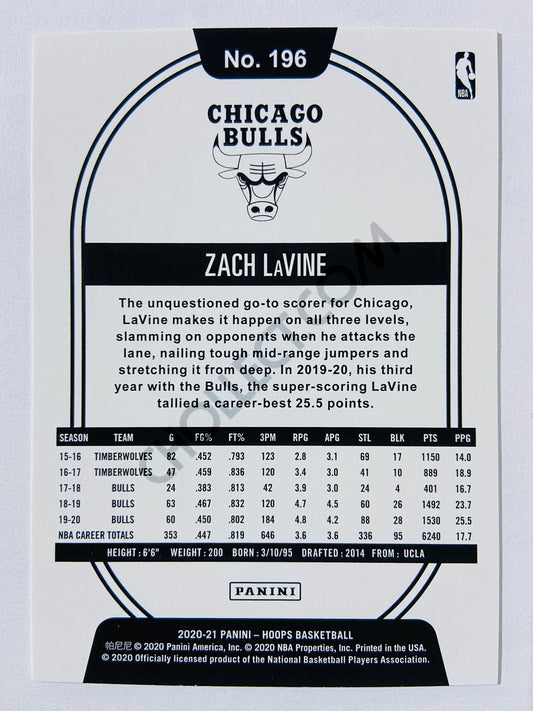 No. 196
NBA
CHICAGO
BULLS
ZACH LAVINE
The unquestioned go-to scorer for Chicago,
LaVine makes it happen on all three levels,
slamming on opponents when he attacks the
lane, nailing tough mid-range jumpers and
stretching it from deep. In 2019-20, his third
year with the Bulls, the super-scoring LaVine
tallied a career-best 25.5 points.
CHOLLECT.COM
SEASON TEAM G FG% FT% 3PM RPG APG STL BLK PTS PPG
15-16 TIMBERWOLVES 82 .452 .793 123 2.8 3.1 69 17 1150 14.0
16-17 TIMBERWOLVES 47 .459 .836 120 3.4 3.0 41 10 889 18.9
17-18 BULLS 24 .383 .813 42 3.9 3.0 24 4 401 16.7
18-19 BULLS 63 .467 .832 120 4.7 4.5 60 26 1492 23.7
19-20 BULLS 60 .450 .802 184 4.8 4.2 88 28 1530 25.5
NBA CAREER TOTALS 353 .447 .819 646 3.6 3.6 336 95 6240 17.7
HEIGHT: 6'6" WEIGHT: 200 BORN: 3/10/95 DRAFTED: 2014 FROM: UCLA
PANINI
2020-21 PANINI – HOOPS BASKETBALL
帕尼尼 © 2020 Panini America, Inc. © 2020 NBA Properties, Inc. Printed in the USA.
© 2020 Officially licensed product of the National Basketball Players Association.